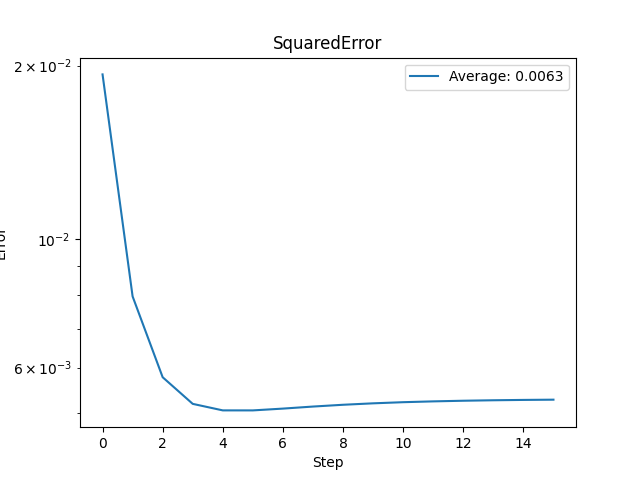 SquaredError
Average: 0.0063
2 × 10⁻²
10⁻²
6 × 10⁻³
Error
0 2 4 6 8 10 12 14
Step